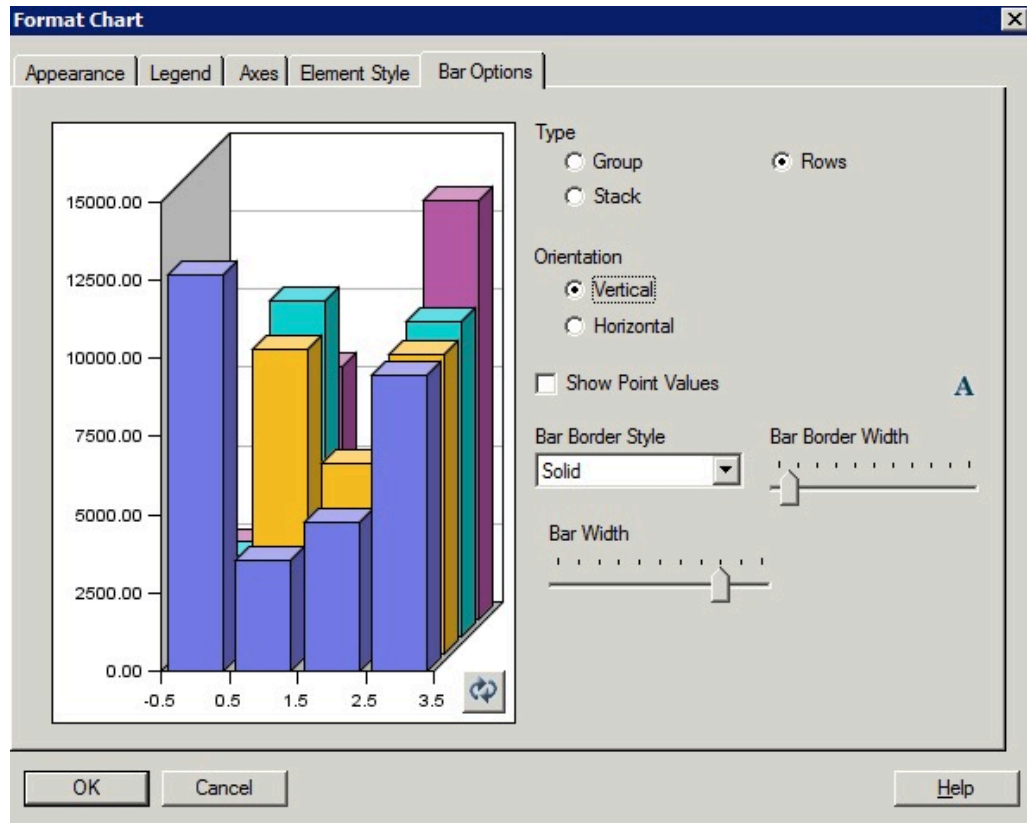 Format Chart
Appearance Legend Axes Element Style Bar Options
Type
Group Rows
Stack
Orientation
Vertical
Horizontal
Show Point Values A
Bar Border Style Bar Border Width
Solid
Bar Width
15000.00
12500.00
10000.00
7500.00
5000.00
2500.00
0.00
-0.5 0.5 1.5 2.5 3.5
OK Cancel Help